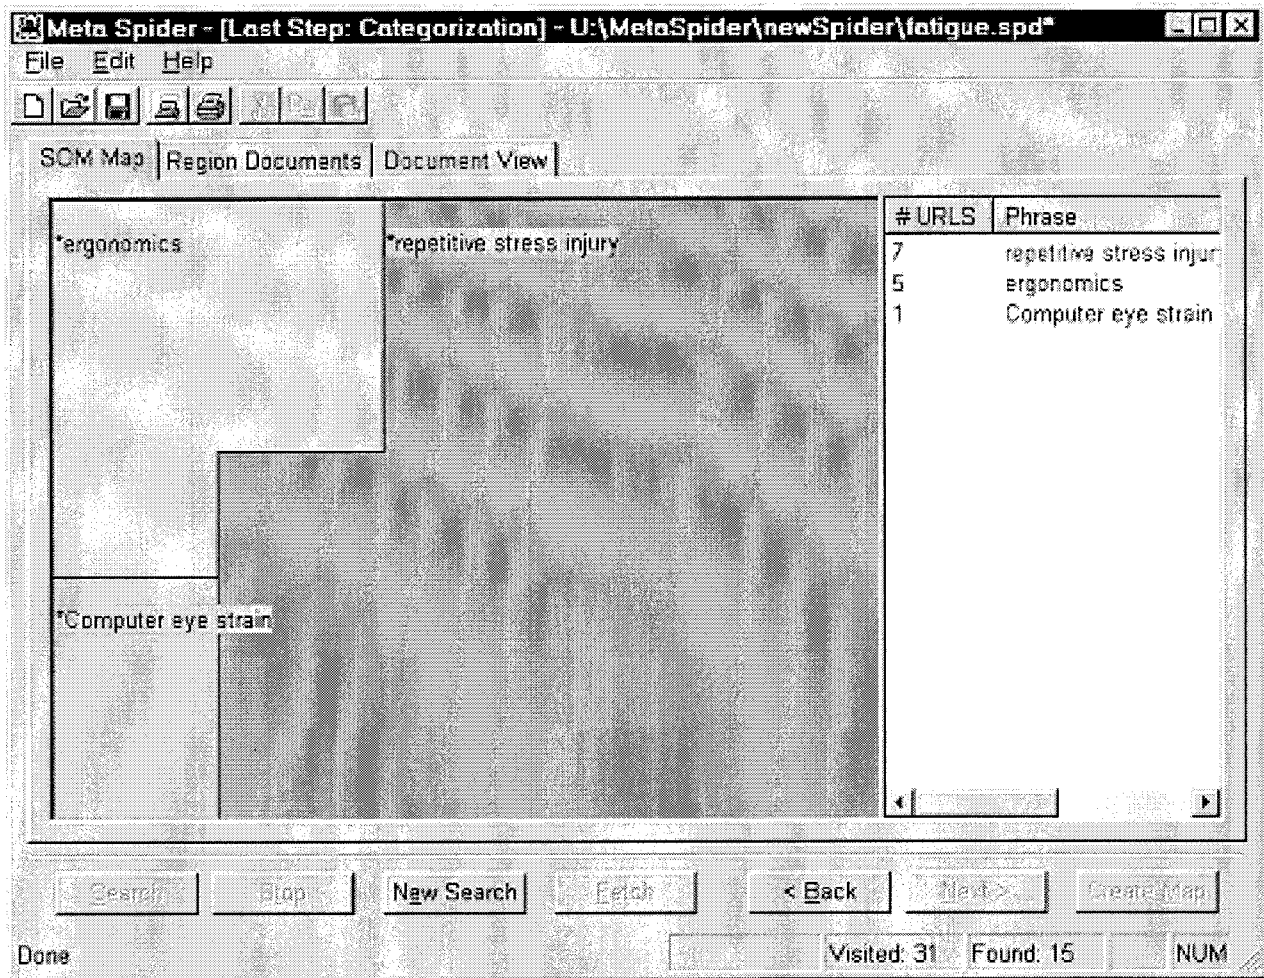 Meta Spider - [Last Step: Categorization] - U:\MetaSpider\newSpider\fatigue.spd*
File Edit Help
SOM Map Region Documents Document View
# URLS Phrase
*ergonomics *repetitive stress injury
7 repetitive stress injur
5 ergonomics
1 Computer eye strain
*Computer eye strain
Search Stop New Search Fetch < Back Next > Create Map
Done Visited: 31 Found: 15 NUM